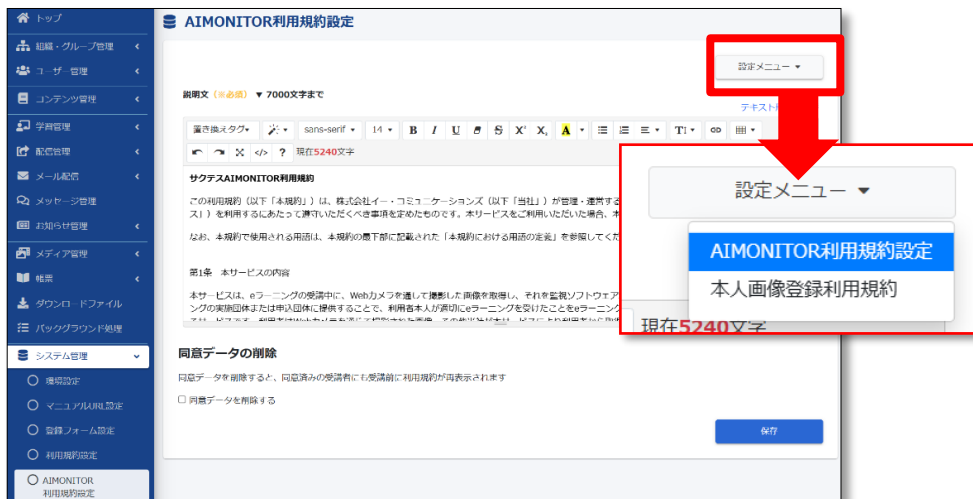 トップ
組織・グループ管理
ユーザー管理
コンテンツ管理
学習管理
配信管理
メール配信
メッセージ管理
お知らせ管理
メディア管理
帳票
ダウンロードファイル
バックグラウンド処理
システム管理
環境設定
マニュアルURL設定
登録フォーム設定
利用規約設定
AIMONITOR
利用規約設定
AIMONITOR利用規約設定
設定メニュー ▼
説明文（※必須） ▼ 7000文字まで
テキスト
置き換えタグ▼ sans-serif ▼ 14 ▼ B I U S X X A
</> ? 現在5240文字
サクテスAIMONITOR利用規約
この利用規約（以下「本規約」）は、株式会社イー・コミュニケーションズ（以下「当社」）が管理・運営する
ス」）を利用するにあたって遵守いただくべき事項を定めたものです。本サービスをご利用いただいた場合、本
なお、本規約で使用される用語は、本規約の最下部に記載された「本規約における用語の定義」を参照してくだ
第1条 本サービスの内容
本サービスは、eラーニングの受講中に、Webカメラを通して撮影した画像を取得し、それを監視ソフトウェア
ングの実施団体または申込団体に提供することで、利用者本人が適切にeラーニングを受けたことをeラーニング
設定メニュー ▼
AIMONITOR利用規約設定
本人画像登録利用規約
現在5240文字
同意データの削除
同意データを削除すると、同意済みの受講者にも受講前に利用規約が再表示されます
同意データを削除する
保存